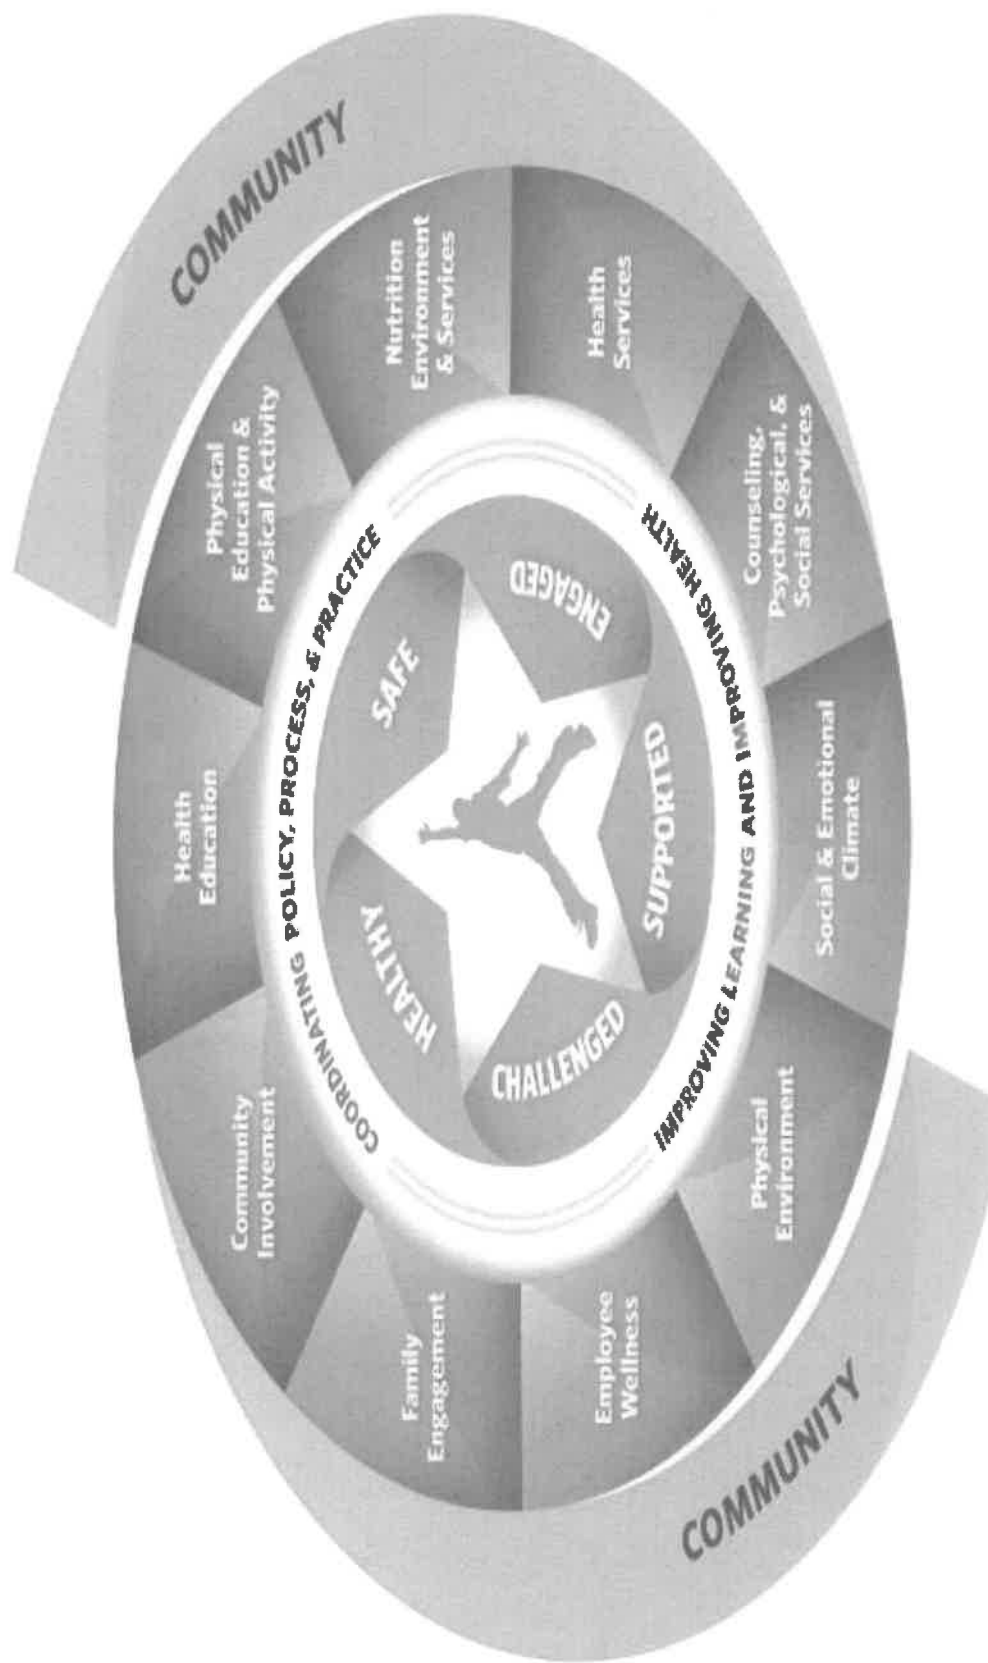 COMMUNITY
Health
Education
Physical
Education &
Physical Activity
Nutrition
Environment
& Services
Health
Services
Counseling,
Psychological, &
Social Services
Social & Emotional
Climate
Physical
Environment
Employee
Wellness
Family
Engagement
Community
Involvement
COORDINATING POLICY, PROCESS, & PRACTICE
IMPROVING LEARNING AND IMPROVING HEALTH
HEALTHY
SAFE
ENGAGED
SUPPORTED
CHALLENGED
COMMUNITY